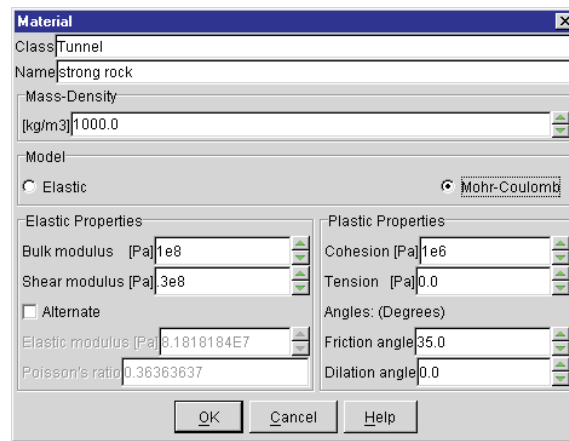 Material
Class Tunnel
Name strong rock
Mass-Density
[kg/m3] 1000.0
Model
Elastic Mohr-Coulomb
Elastic Properties Plastic Properties
Bulk modulus [Pa] 1e8 Cohesion [Pa] 1e6
Shear modulus [Pa] .3e8 Tension [Pa] 0.0
Alternate Angles: (Degrees)
Elastic modulus [Pa] 8.1818184E7 Friction angle 35.0
Poisson's ratio 0.36363637 Dilation angle 0.0
OK Cancel Help